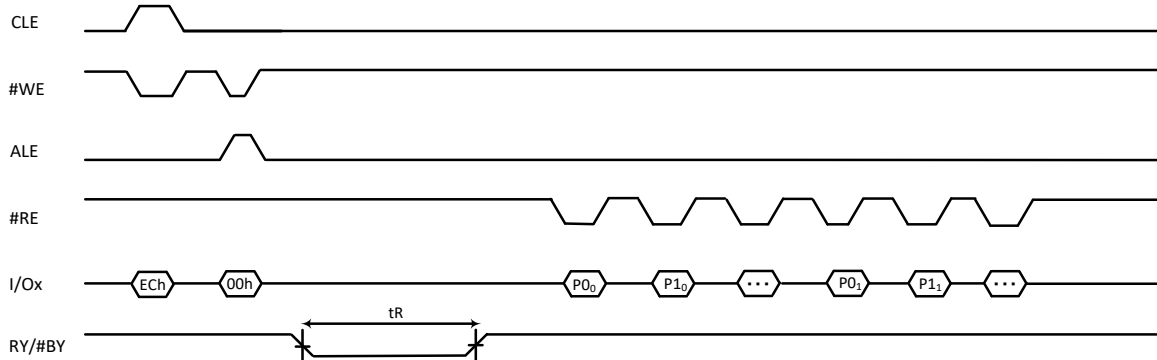 CLE
#WE
ALE
#RE
I/Ox ECh 00h P0₀ P1₀ ... P0₁ P1₁ ...
tR
RY/#BY